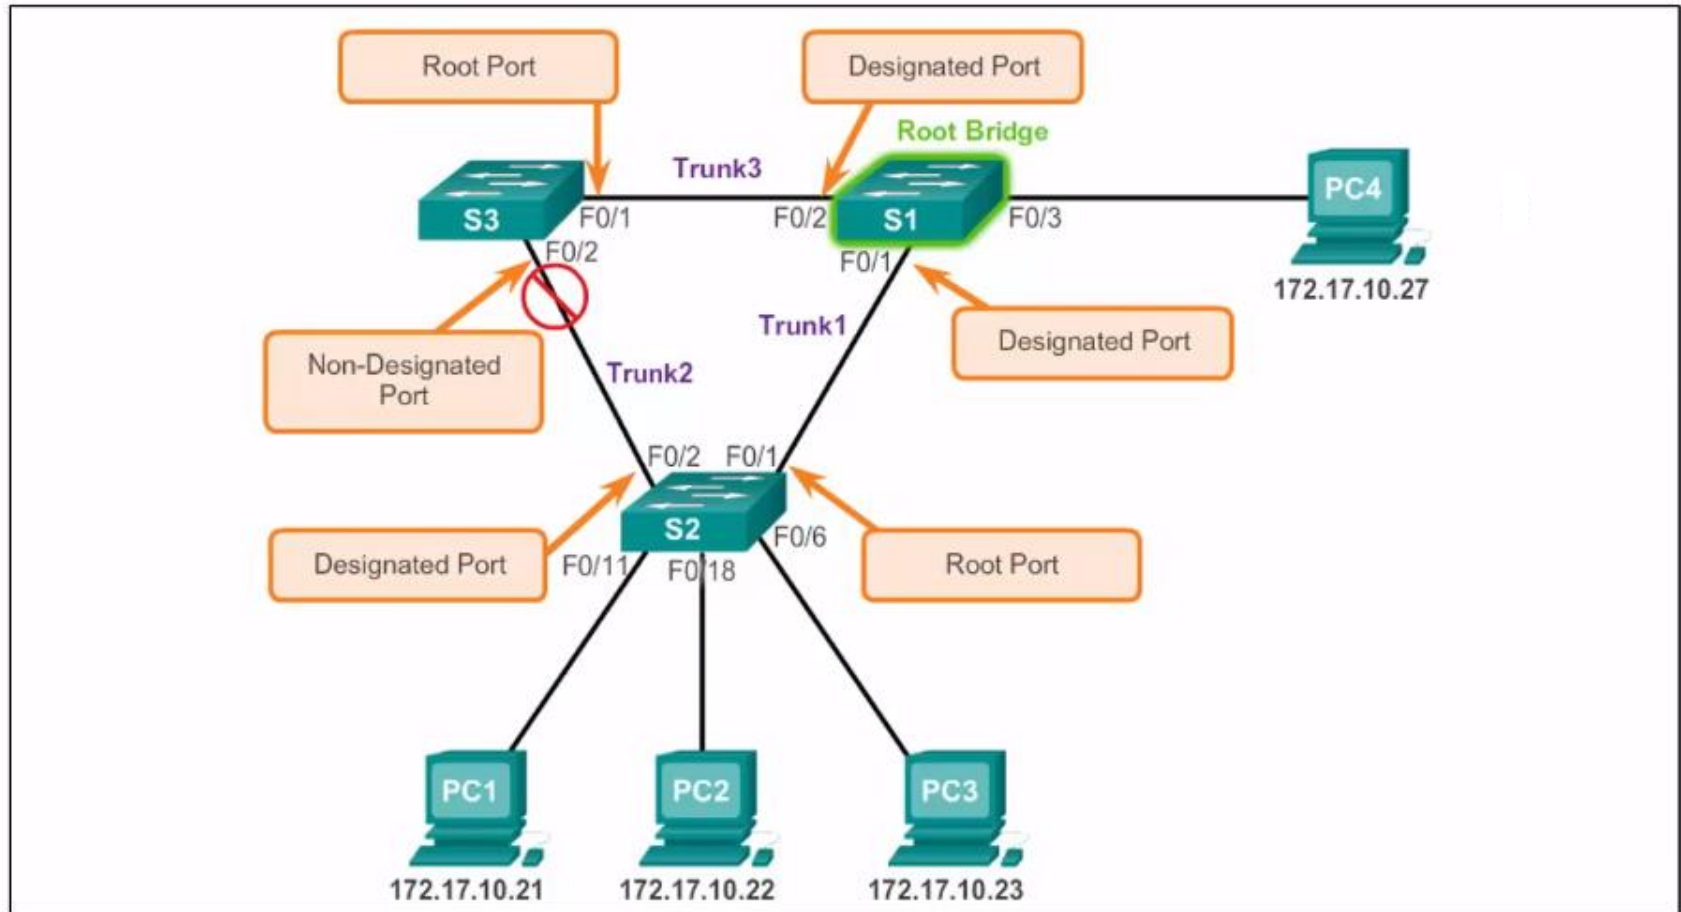 Root Port
Designated Port
Root Bridge
Trunk3
PC4
S3
F0/1
F0/2
S1
F0/3
F0/2
F0/1
172.17.10.27
Trunk1
Designated Port
Non-Designated
Port
Trunk2
F0/2
F0/1
S2
F0/6
Designated Port
F0/11
F0/18
Root Port
PC1
PC2
PC3
172.17.10.21
172.17.10.22
172.17.10.23